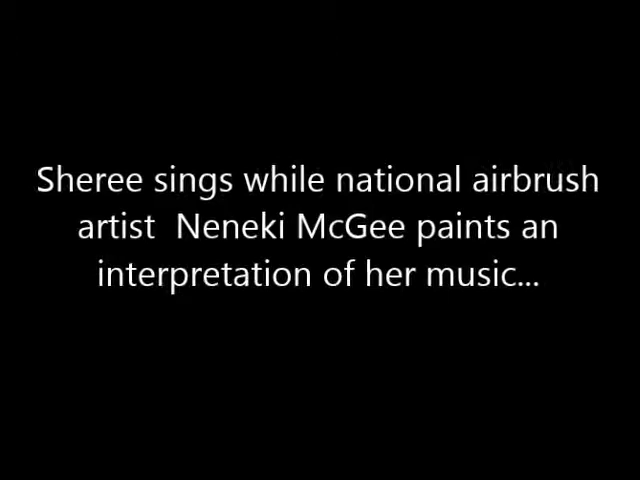 Sheree sings while national airbrush
artist  Neneki McGee paints an
interpretation of her music...